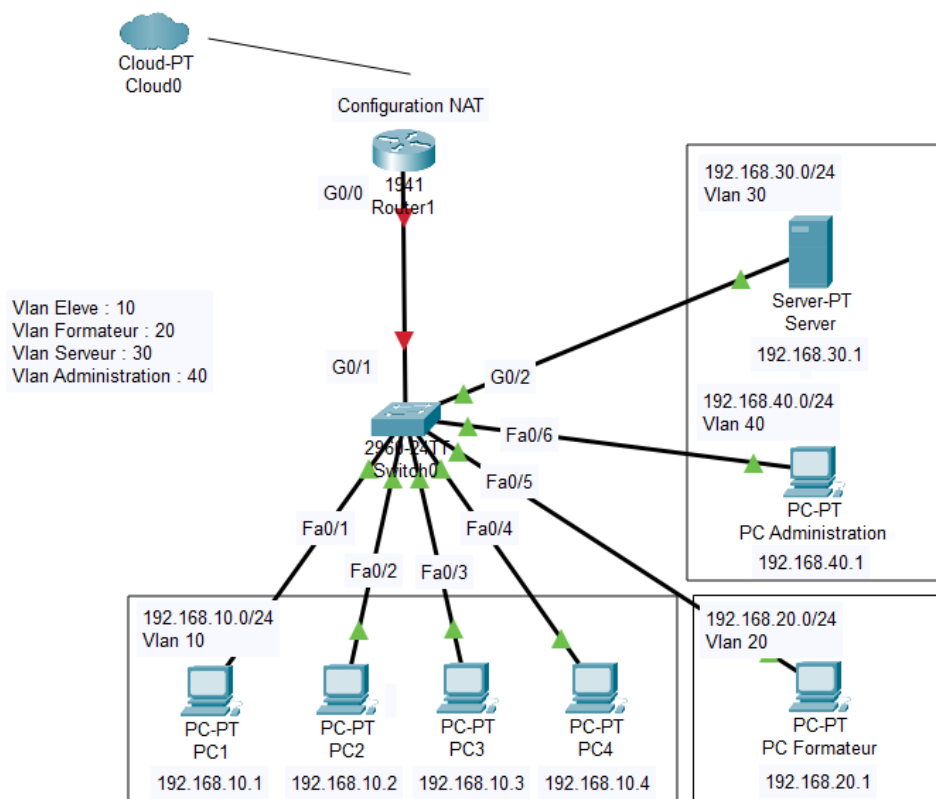 Cloud-PT
Cloud0
Configuration NAT
1941
Router1
G0/0
192.168.30.0/24
Vlan 30
Server-PT
Server
192.168.30.1
Vlan Eleve : 10
Vlan Formateur : 20
Vlan Serveur : 30
Vlan Administration : 40
G0/1
G0/2
192.168.40.0/24
Vlan 40
2960-24TT
Switch0
Fa0/6
Fa0/5
PC-PT
PC Administration
192.168.40.1
Fa0/1
Fa0/2
Fa0/3
Fa0/4
192.168.10.0/24
Vlan 10
PC-PT
PC1
192.168.10.1
PC-PT
PC2
192.168.10.2
PC-PT
PC3
192.168.10.3
PC-PT
PC4
192.168.10.4
192.168.20.0/24
Vlan 20
PC-PT
PC Formateur
192.168.20.1